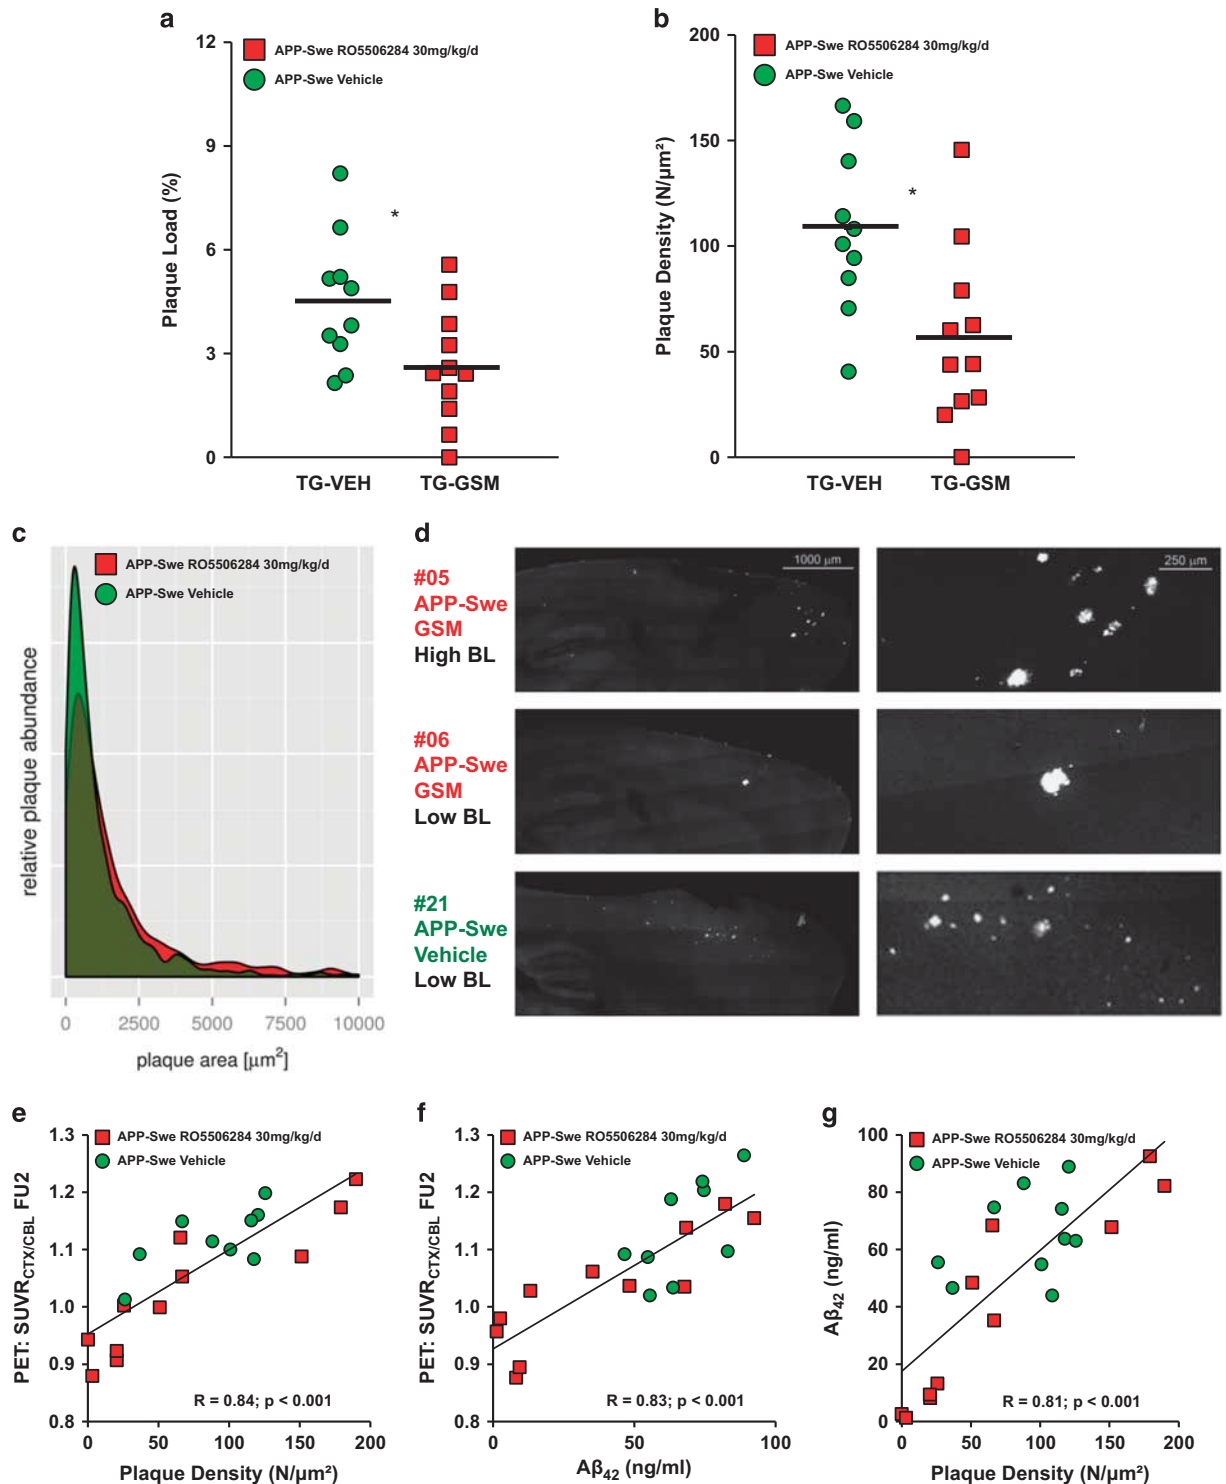 a
12
9
6
3
0
Plaque Load (%)
APP-Swe RO5506284 30mg/kg/d
APP-Swe Vehicle
*
TG-VEH TG-GSM
b
200
150
100
50
0
Plaque Density (N/µm²)
APP-Swe RO5506284 30mg/kg/d
APP-Swe Vehicle
*
TG-VEH TG-GSM
c
relative plaque abundance
APP-Swe RO5506284 30mg/kg/d
APP-Swe Vehicle
0 2500 5000 7500 10000
plaque area [µm²]
d
#05
APP-Swe
GSM
High BL
1000 µm
250 µm
#06
APP-Swe
GSM
Low BL
#21
APP-Swe
Vehicle
Low BL
e
1.3
1.2
1.1
1.0
0.9
0.8
PET: SUVR_CTX/CBL FU2
APP-Swe RO5506284 30mg/kg/d
APP-Swe Vehicle
R = 0.84; p < 0.001
0 50 100 150 200
Plaque Density (N/µm²)
f
1.3
1.2
1.1
1.0
0.9
0.8
PET: SUVR_CTX/CBL FU2
APP-Swe RO5506284 30mg/kg/d
APP-Swe Vehicle
R = 0.83; p < 0.001
0 50 100
Aβ₄₂ (ng/ml)
g
100
80
60
40
20
0
Aβ₄₂ (ng/ml)
APP-Swe RO5506284 30mg/kg/d
APP-Swe Vehicle
R = 0.81; p < 0.001
0 50 100 150 200
Plaque Density (N/µm²)